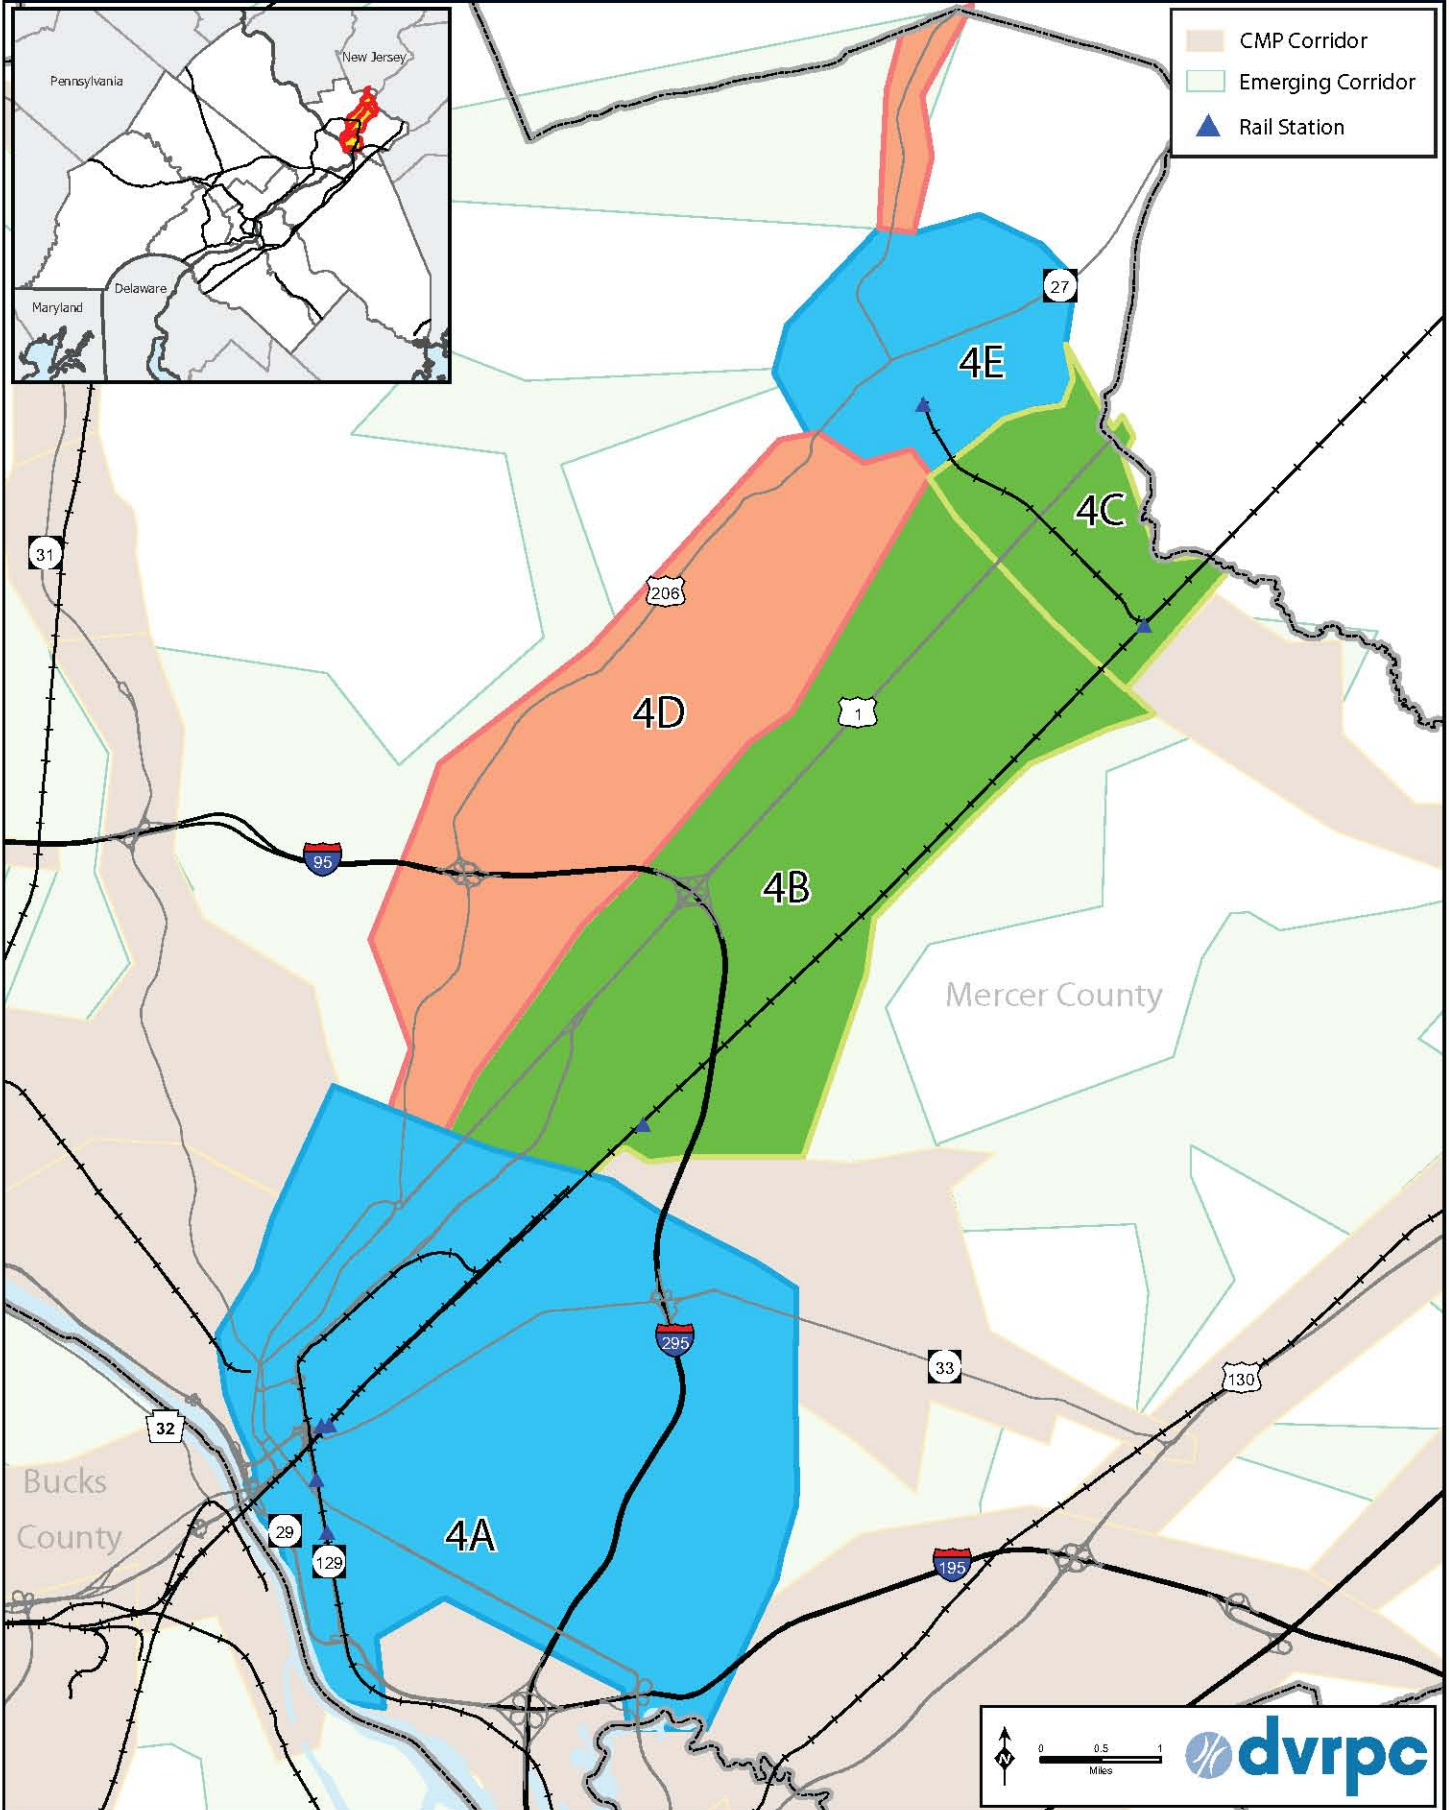 New Jersey
Pennsylvania
Delaware
Maryland
CMP Corridor
Emerging Corridor
Rail Station
27
4E
4C
31
206
4D
1
95
4B
Mercer County
295
33
130
32
Bucks
County
29
129
4A
195
N
0 0.5 1
Miles
dvrpc